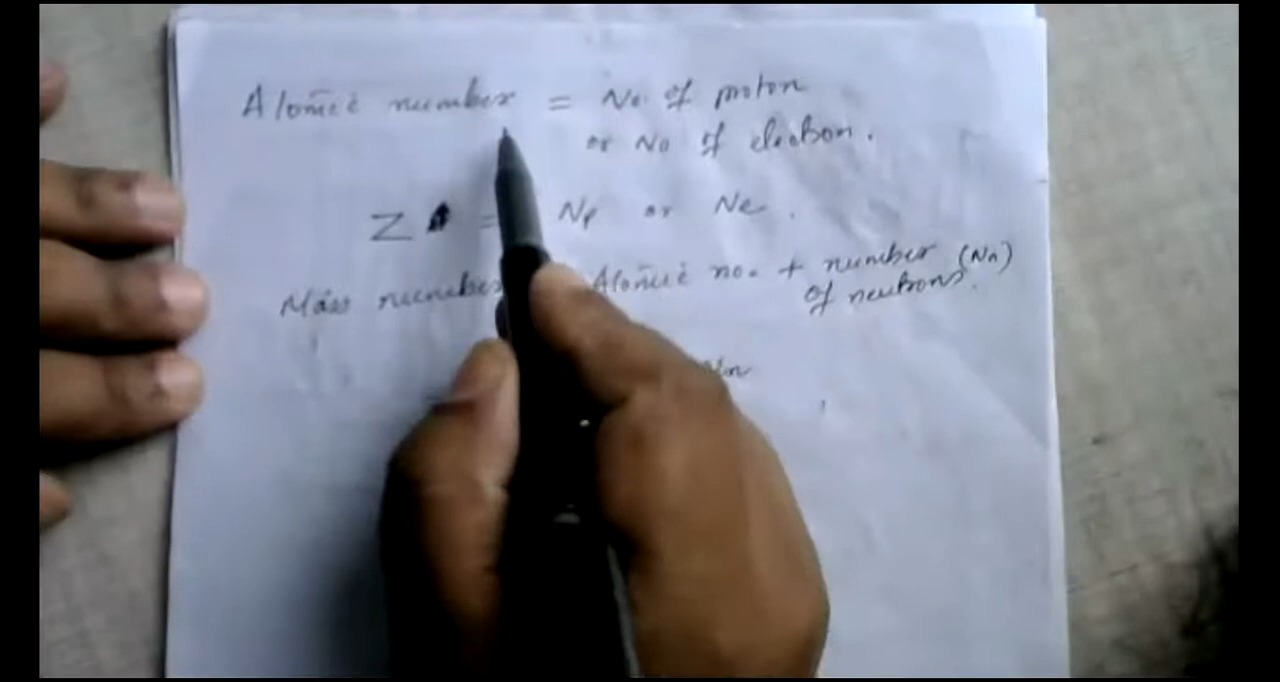 Atomic number = No. of proton
or No of electron.
Z = Np or Ne.
Mass number Atomic no. + number (Nn)
of neutrons.